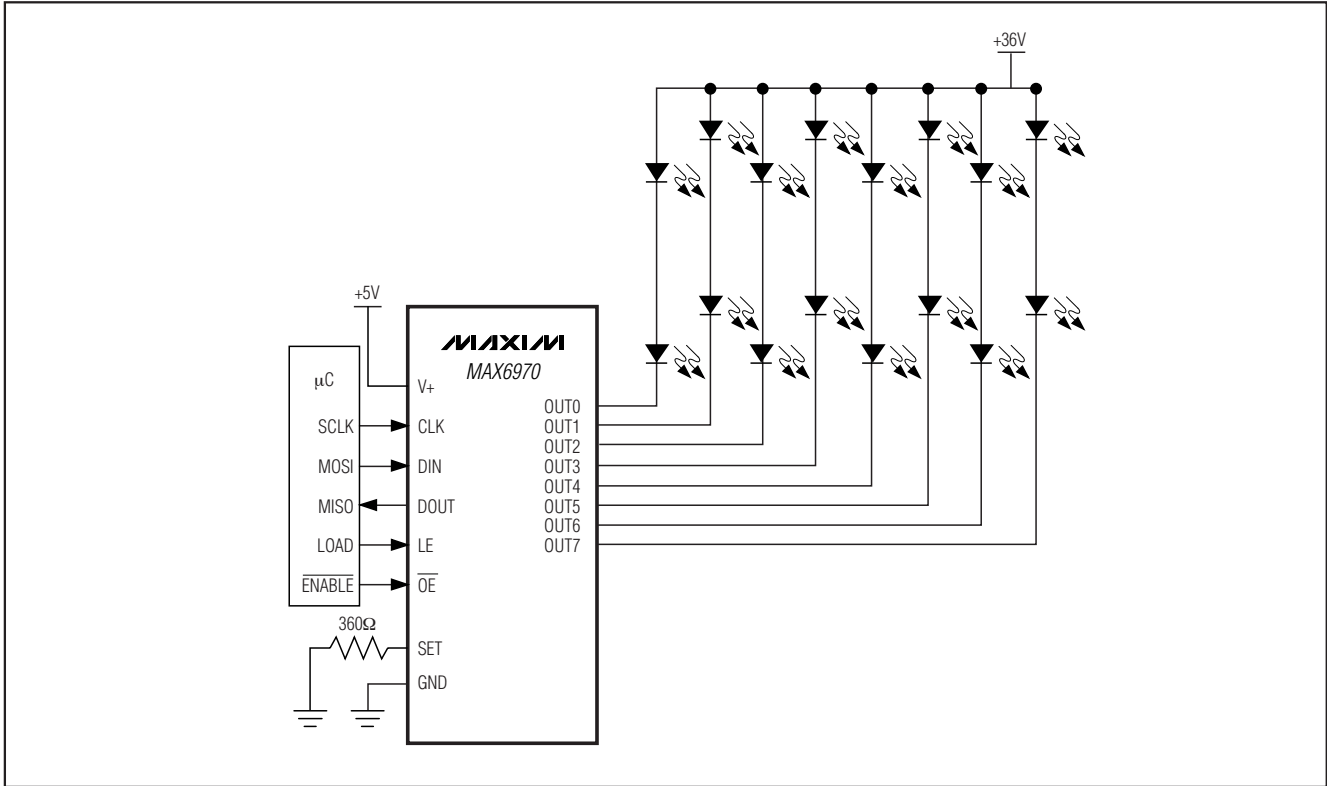 +36V
+5V
MAXIM
MAX6970
µC
SCLK
MOSI
MISO
LOAD
ENABLE
V+
CLK
DIN
DOUT
LE
OE
SET
GND
360Ω
OUT0
OUT1
OUT2
OUT3
OUT4
OUT5
OUT6
OUT7